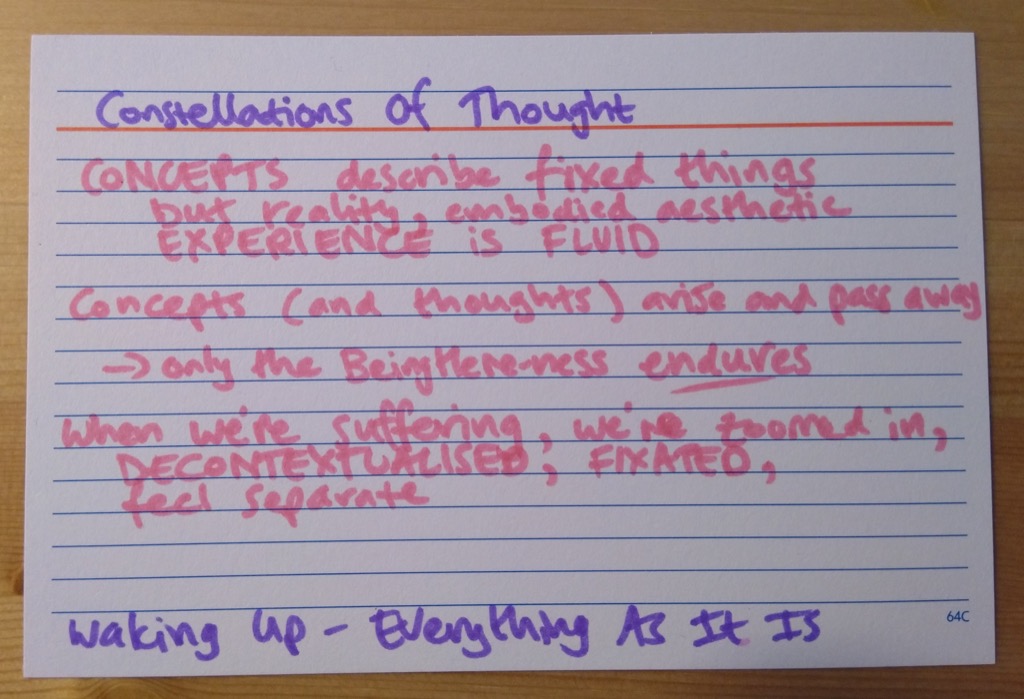 Constellations Of Thought
CONCEPTS describe fixed things
but reality, embodied aesthetic
EXPERIENCE is FLUID
Concepts (and thoughts) arise and pass away
→ only the BeingHere-ness endures
When we're suffering, we're zoomed in,
DECONTEXTUALISED, FIXATED,
feel separate
Waking Up - Everything As It Is
64C